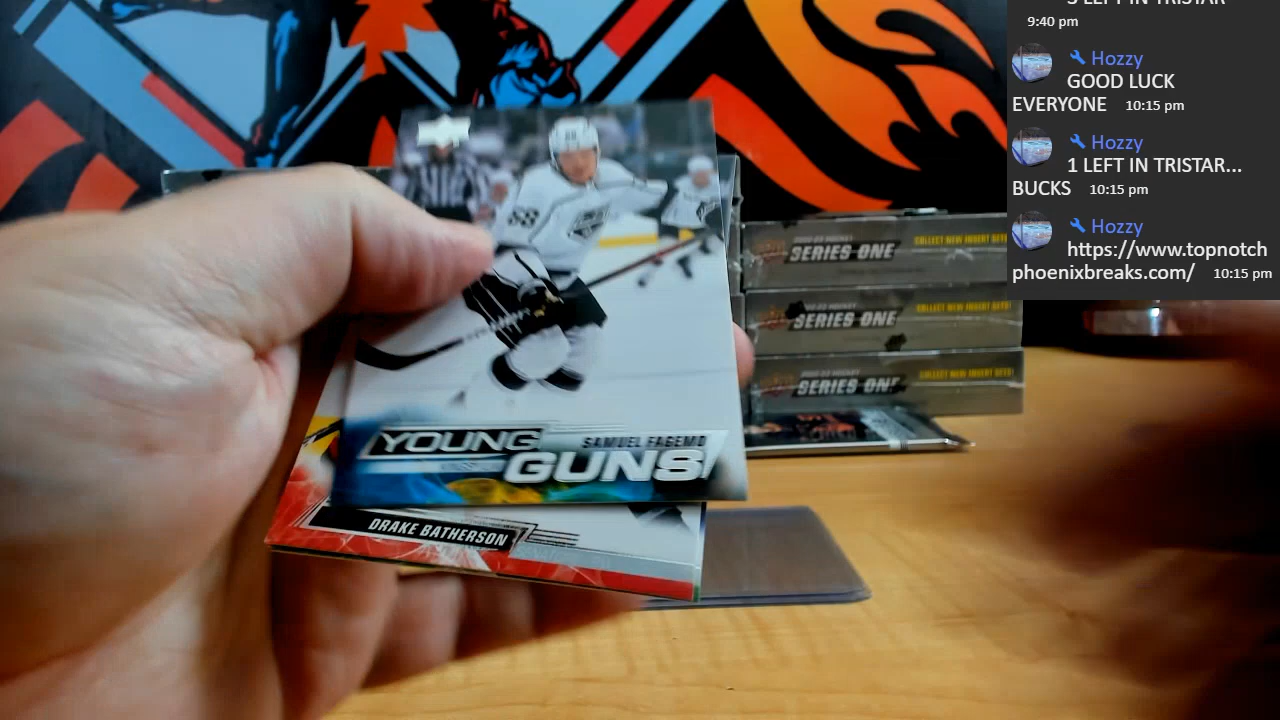 9:40 pm
Hozzy
GOOD LUCK
EVERYONE 10:15 pm
Hozzy
1 LEFT IN TRISTAR...
BUCKS 10:15 pm
Hozzy
https://www.topnotch
phoenixbreaks.com/ 10:15 pm
SERIES ONE
COLLECT NEW INSERT SETS!
SERIES ONE
COLLECT NEW INSERT SETS!
SERIES ONE
COLLECT NEW INSERT SETS!
YOUNG
SAMUEL FAGEMO
GUNS
DRAKE BATHERSON